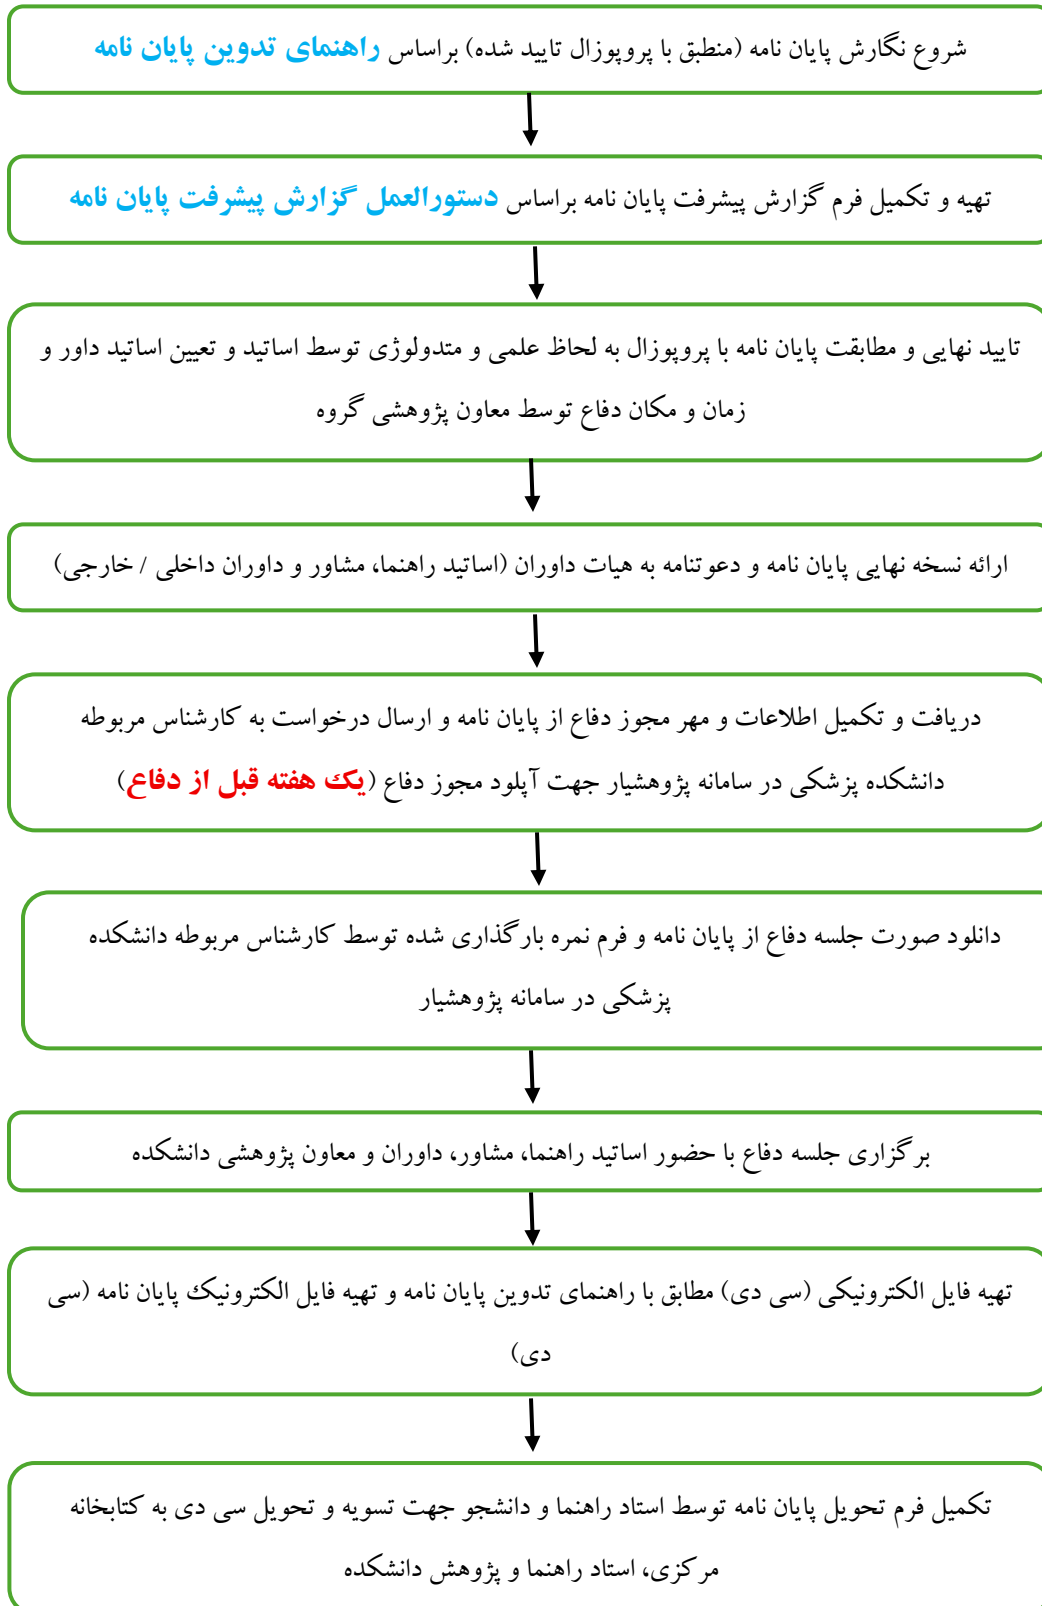 شروع نگارش پایان نامه (منطبق با پروپوزال تایید شده) براساس راهنمای تدوین پایان نامه
تهیه و تکمیل فرم گزارش پیشرفت پایان نامه براساس دستورالعمل گزارش پیشرفت پایان نامه
تایید نهایی و مطابقت پایان نامه با پروپوزال به لحاظ علمی و متدولوژی توسط اساتید و تعیین اساتید داور و
زمان و مکان دفاع توسط معاون پژوهشی گروه
ارائه نسخه نهایی پایان نامه و دعوتنامه به هیات داوران (اساتید راهنما، مشاور و داوران داخلی / خارجی)
دریافت و تکمیل اطلاعات و مهر مجوز دفاع از پایان نامه و ارسال درخواست به کارشناس مربوطه
دانشکده پزشکی در سامانه پژوهشیار جهت آپلود مجوز دفاع (یک هفته قبل از دفاع)
دانلود صورت جلسه دفاع از پایان نامه و فرم نمره بارگذاری شده توسط کارشناس مربوطه دانشکده
پزشکی در سامانه پژوهشیار
برگزاری جلسه دفاع با حضور اساتید راهنما، مشاور، داوران و معاون پژوهشی دانشکده
تهیه فایل الکترونیکی (سی دی) مطابق با راهنمای تدوین پایان نامه و تهیه فایل الکترونیک پایان نامه (سی
دی)
تکمیل فرم تحویل پایان نامه توسط استاد راهنما و دانشجو جهت تسویه و تحویل سی دی به کتابخانه
مرکزی، استاد راهنما و پژوهش دانشکده